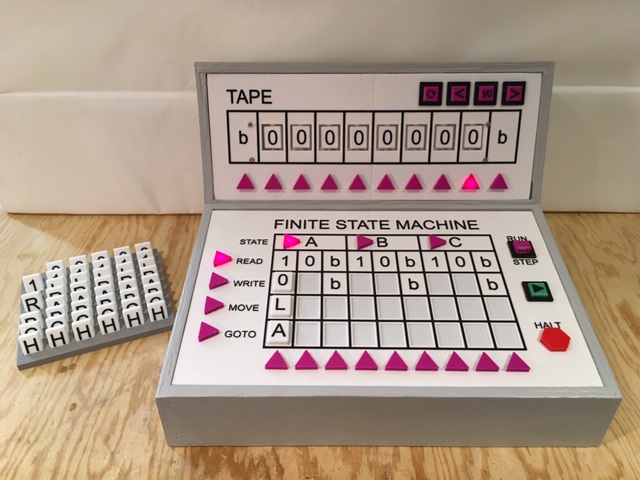 TAPE
b 0 0 0 0 0 0 0 0 b
FINITE STATE MACHINE
STATE A B C
READ 1 0 b 1 0 b 1 0 b
WRITE 0 b b b
MOVE L
GOTO A
RUN
STEP
HALT
1
R
H H H H H H